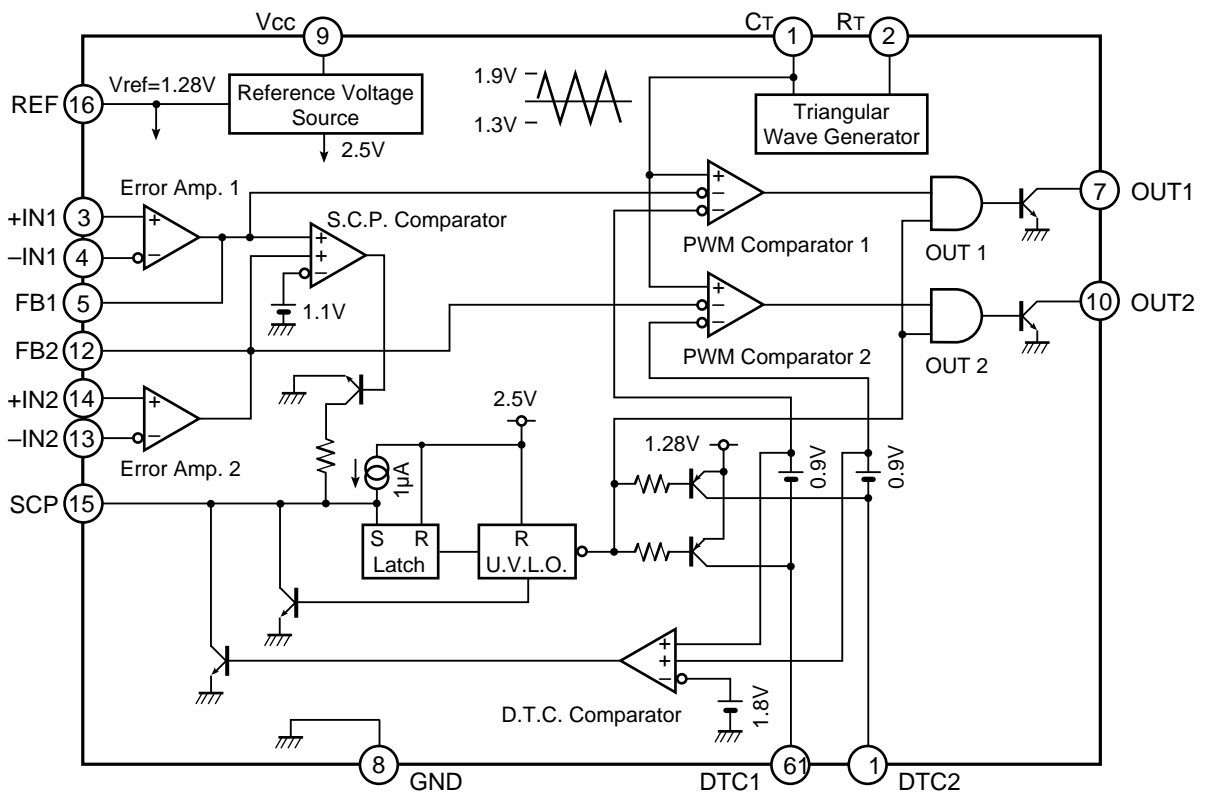 Vcc
CT
RT
9
1
2
Vref=1.28V
REF
16
Reference Voltage
Source
1.9V
1.3V
Triangular
Wave Generator
2.5V
Error Amp. 1
+IN1
3
+
S.C.P. Comparator
+
−
−
7
OUT1
−IN1
4
−
+
+
−
PWM Comparator 1
OUT 1
FB1
5
1.1V
+
−
−
10
OUT2
FB2
12
PWM Comparator 2
OUT 2
+IN2
14
+
2.5V
−IN2
13
−
1.28V
Error Amp. 2
1µA
0.9V
0.9V
SCP
15
S
R
Latch
R
U.V.L.O.
+
+
−
D.T.C. Comparator
1.8V
8
GND
DTC1
61
1
DTC2